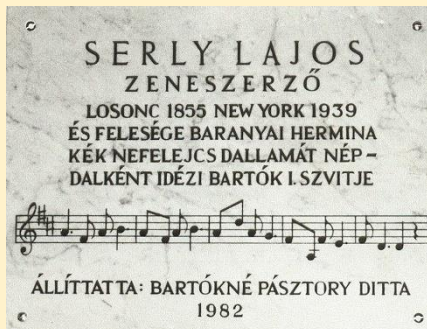 SERLY LAJOS
ZENESZERZŐ
LOSONC 1855 NEW YORK 1939
ÉS FELESÉGE BARANYAI HERMINA
KÉK NEFELEJCS DALLAMÁT NÉP-
DALKÉNT IDÉZI BARTÓK I. SZVITJE
ÁLLÍTTATTA: BARTÓKNÉ PÁSZTORY DITTA
1982